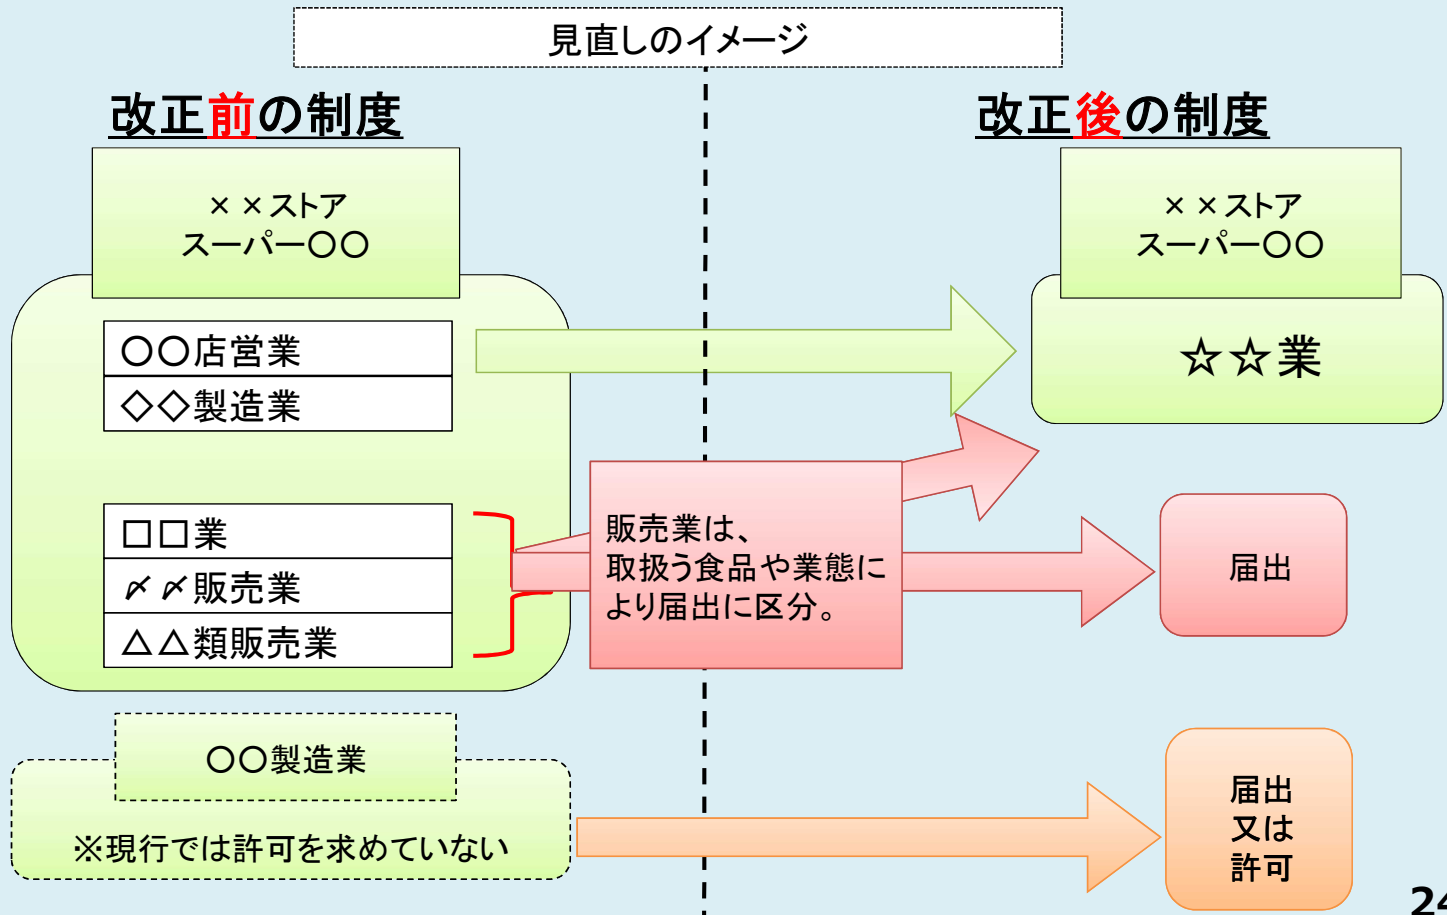 見直しのイメージ
改正前の制度
××ストア
スーパー〇〇
〇〇店営業
◇◇製造業
□□業
〆〆販売業
△△類販売業
〇〇製造業
※現行では許可を求めていない
販売業は、
取扱う食品や業態に
より届出に区分。
改正後の制度
××ストア
スーパー〇〇
☆☆業
届出
届出
又は
許可
24